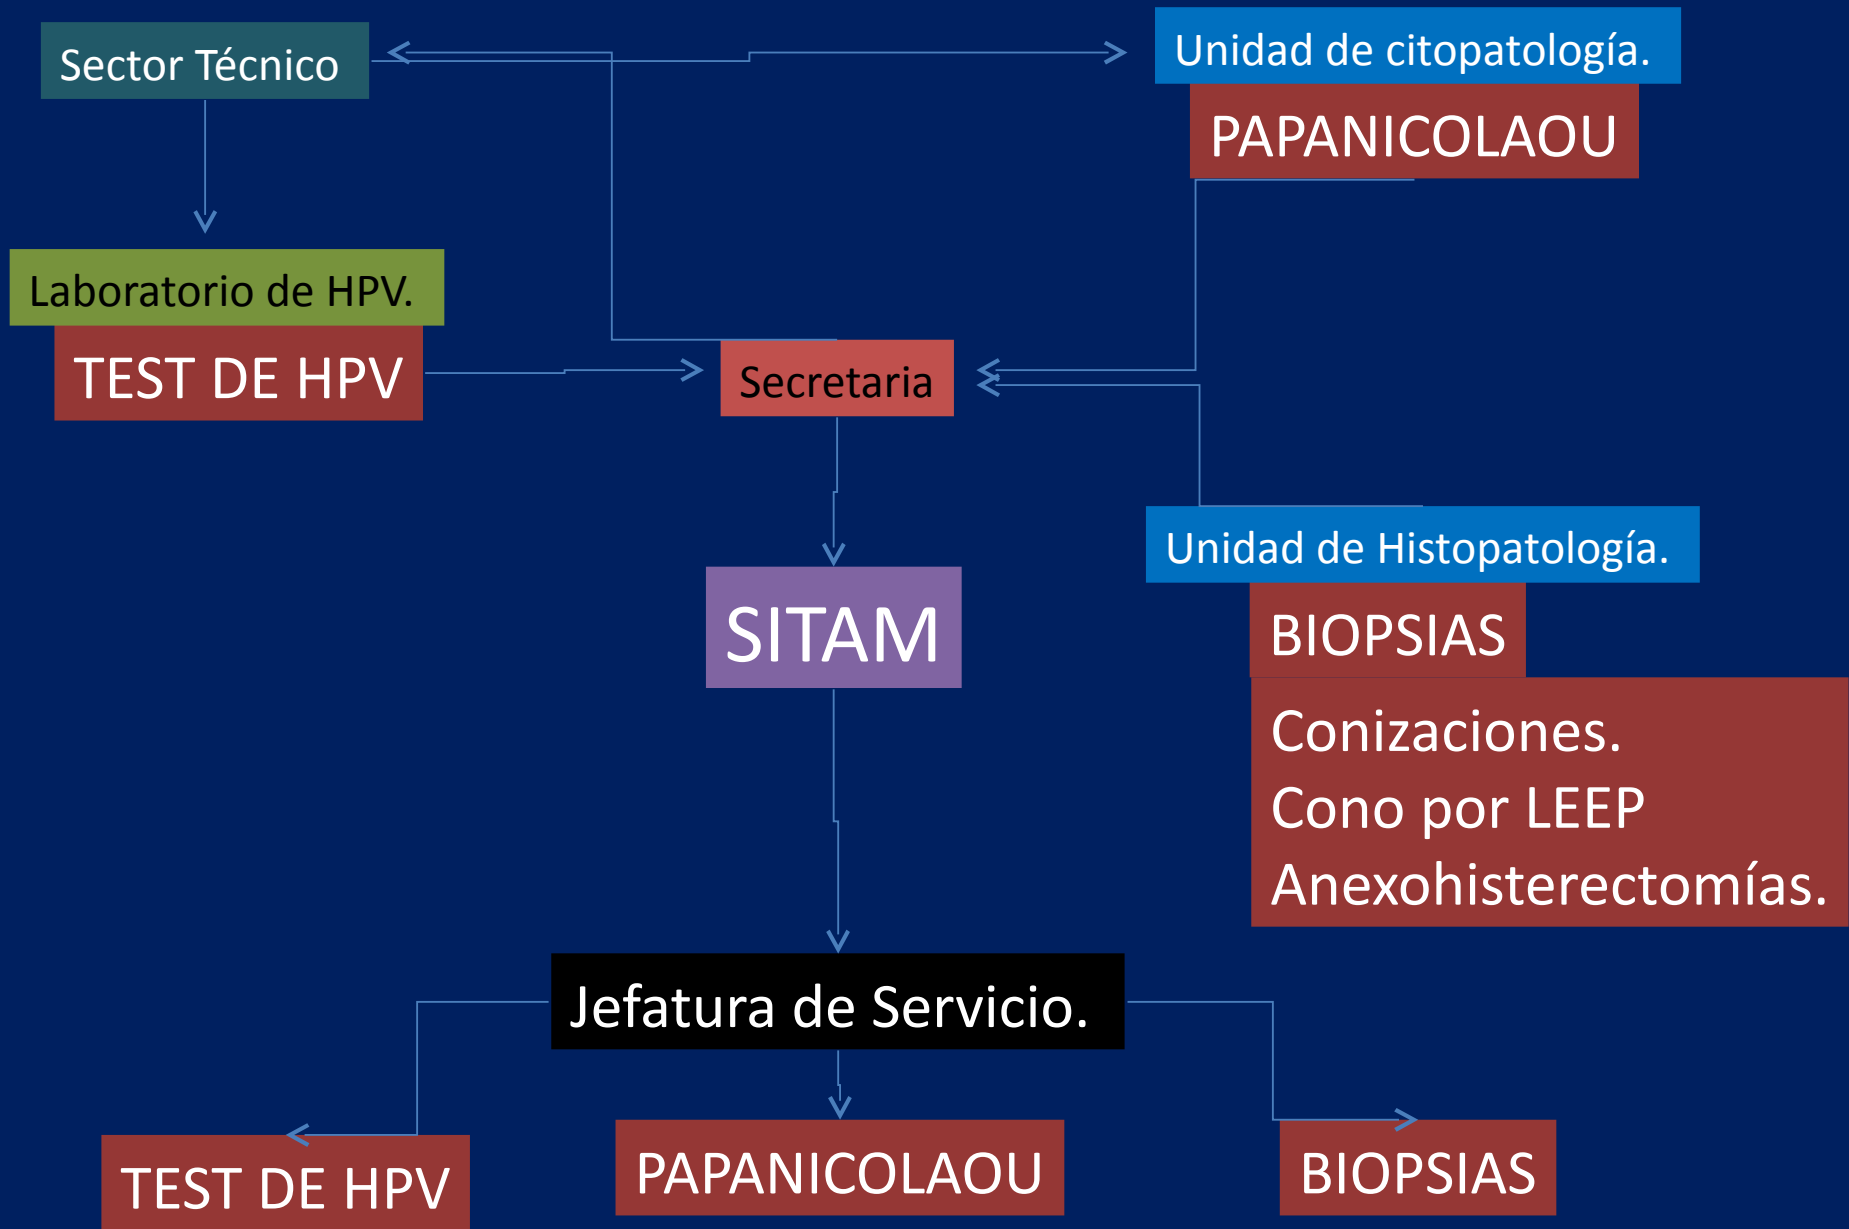 Sector Técnico
Unidad de citopatología.
PAPANICOLAOU
Laboratorio de HPV.
TEST DE HPV
Secretaria
Unidad de Histopatología.
SITAM
BIOPSIAS
Conizaciones.
Cono por LEEP
Anexohisterectomías.
Jefatura de Servicio.
TEST DE HPV
PAPANICOLAOU
BIOPSIAS